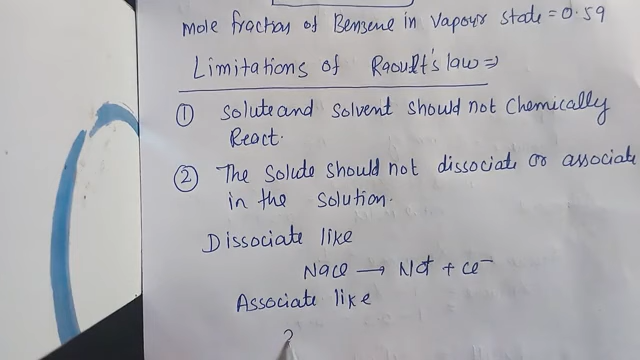 Mole fraction of Benzene in Vapour state = 0.59
Limitations of Raoult's law ⇒
① Solute and Solvent should not Chemically
React.
② The Solute should not dissociate or associate
in the solution.
Dissociate like
NaCl → Na+ + Cl-
Associate like
2